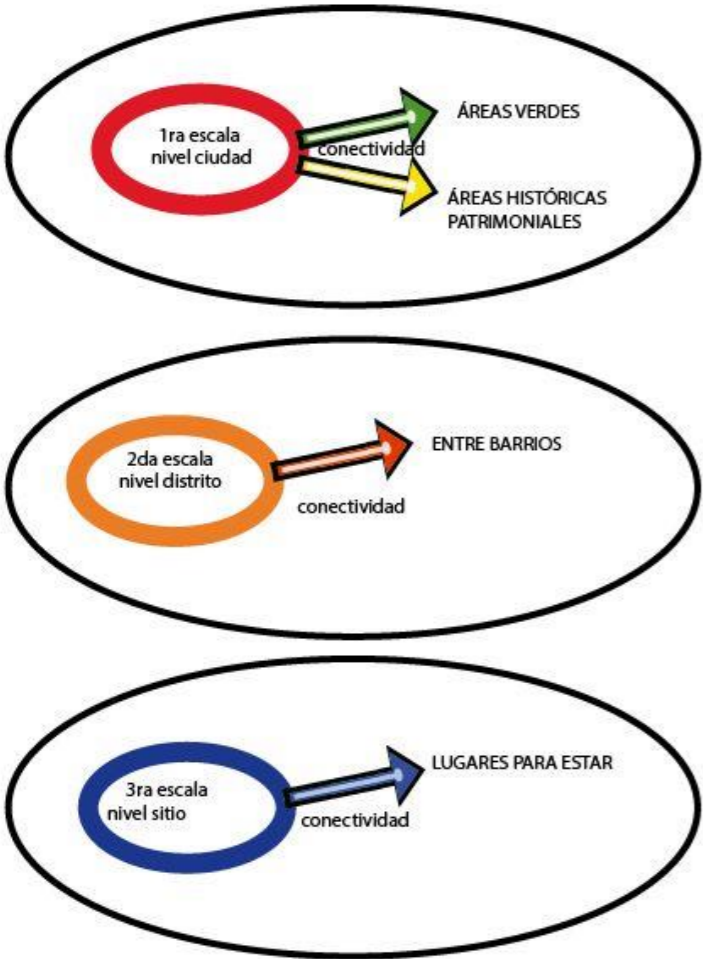 1ra escala
nivel ciudad
conectividad
ÁREAS VERDES
ÁREAS HISTÓRICAS
PATRIMONIALES
2da escala
nivel distrito
conectividad
ENTRE BARRIOS
3ra escala
nivel sitio
conectividad
LUGARES PARA ESTAR